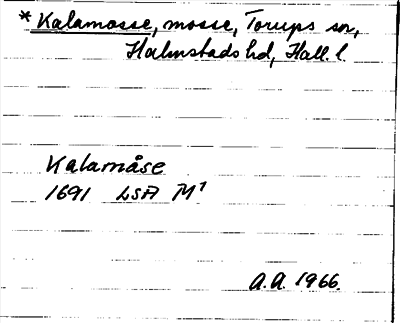 * Kalamosse, mosse, Torups sn,
Halmstads hd, Hall. l.
Kalamåse
1691 LSA M¹
A.A. 1966.